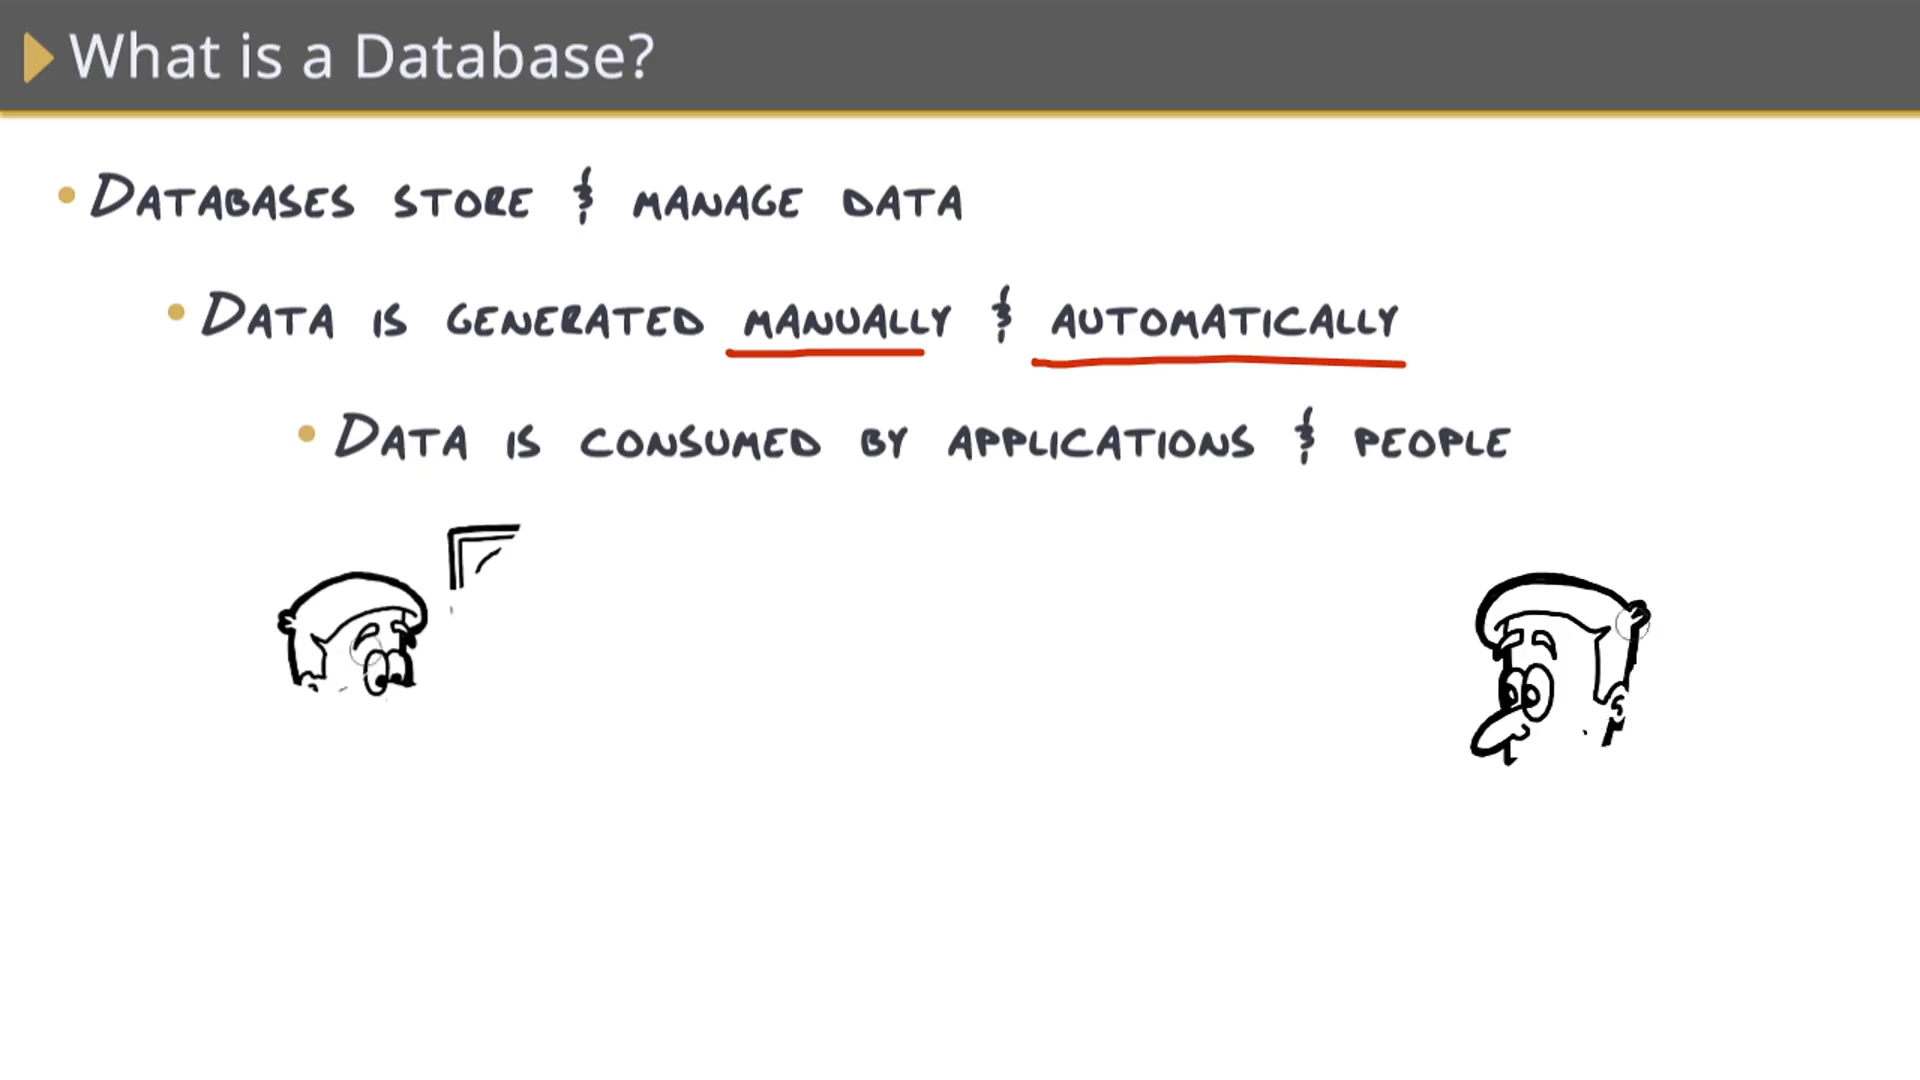 What is a Database?
DATABASES STORE & MANAGE DATA
DATA IS GENERATED MANUALLY & AUTOMATICALLY
DATA IS CONSUMED BY APPLICATIONS & PEOPLE